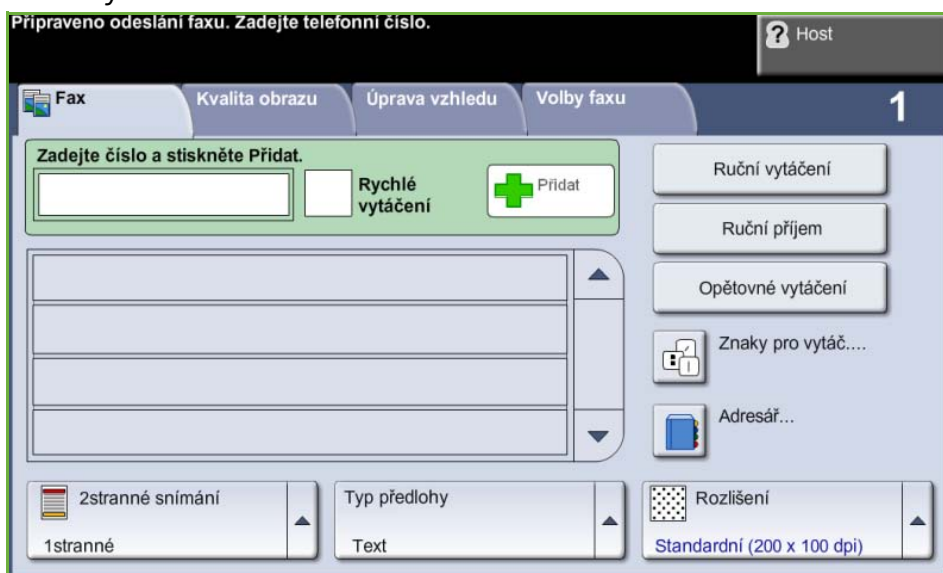 Připraveno odeslání faxu. Zadejte telefonní číslo.
? Host
Fax
Kvalita obrazu
Úprava vzhledu
Volby faxu
1
Zadejte číslo a stiskněte Přidat.
Rychlé
vytáčení
Přidat
Ruční vytáčení
Ruční příjem
Opětovné vytáčení
Znaky pro vytáč....
Adresář...
2stranné snímání
1stranné
Typ předlohy
Text
Rozlišení
Standardní (200 x 100 dpi)